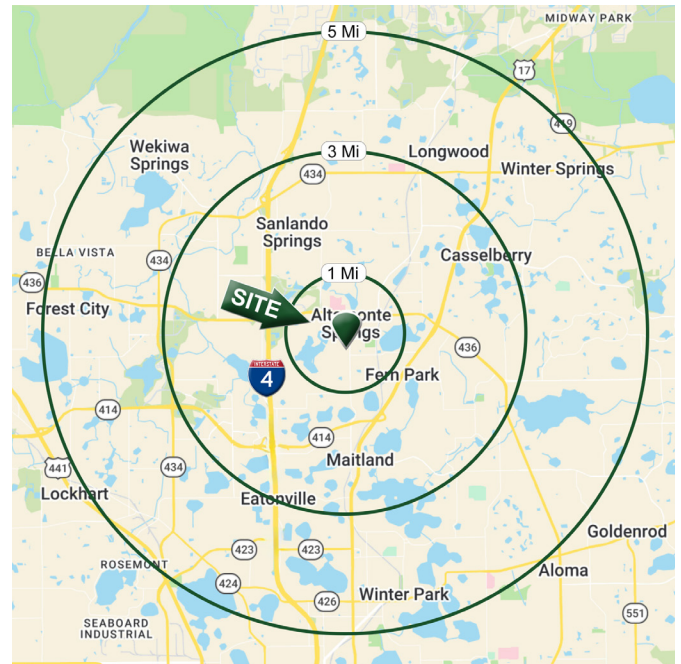 MIDWAY PARK
5 Mi
17
419
Wekiwa
Springs
3 Mi
Longwood
434
Winter Springs
Sanlando
Springs
BELLA VISTA
434
Casselberry
1 Mi
436
SITE
Forest City
Altamonte
Springs
436
INTERSTATE
4
Fern Park
414
414
Maitland
441
434
Lockhart
Eatonville
Goldenrod
423
423
ROSEMONT
Aloma
424
Winter Park
426
551
SEABOARD
INDUSTRIAL